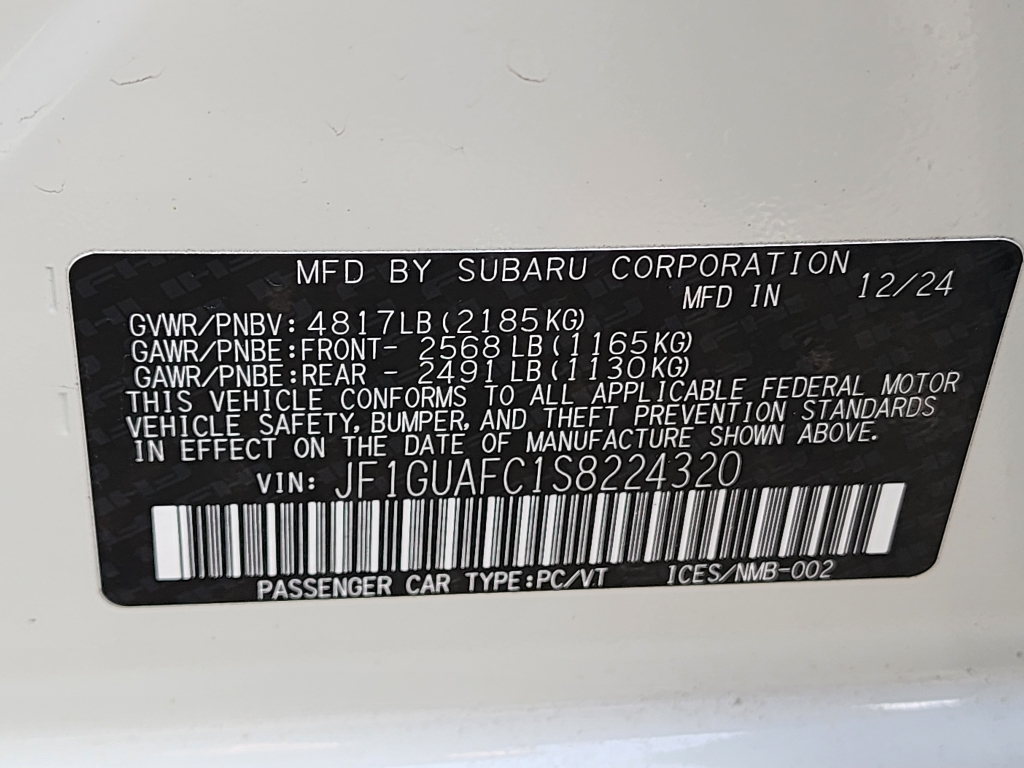 MFD BY SUBARU CORPORATION
MFD IN 12/24
GVWR/PNBV: 4817LB (2185KG)
GAWR/PNBE:FRONT- 2568 LB (1165KG)
GAWR/PNBE:REAR - 2491 LB (1130KG)
THIS VEHICLE CONFORMS TO ALL APPLICABLE FEDERAL MOTOR
VEHICLE SAFETY, BUMPER, AND THEFT PREVENTION STANDARDS
IN EFFECT ON THE DATE OF MANUFACTURE SHOWN ABOVE.
VIN: JF1GUAFC1S8224320
PASSENGER CAR TYPE:PC/VT ICES/NMB-002